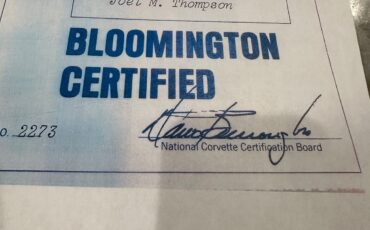 Joel M. Thompson
BLOOMINGTON
CERTIFIED
o. 2273
National Corvette Certification Board